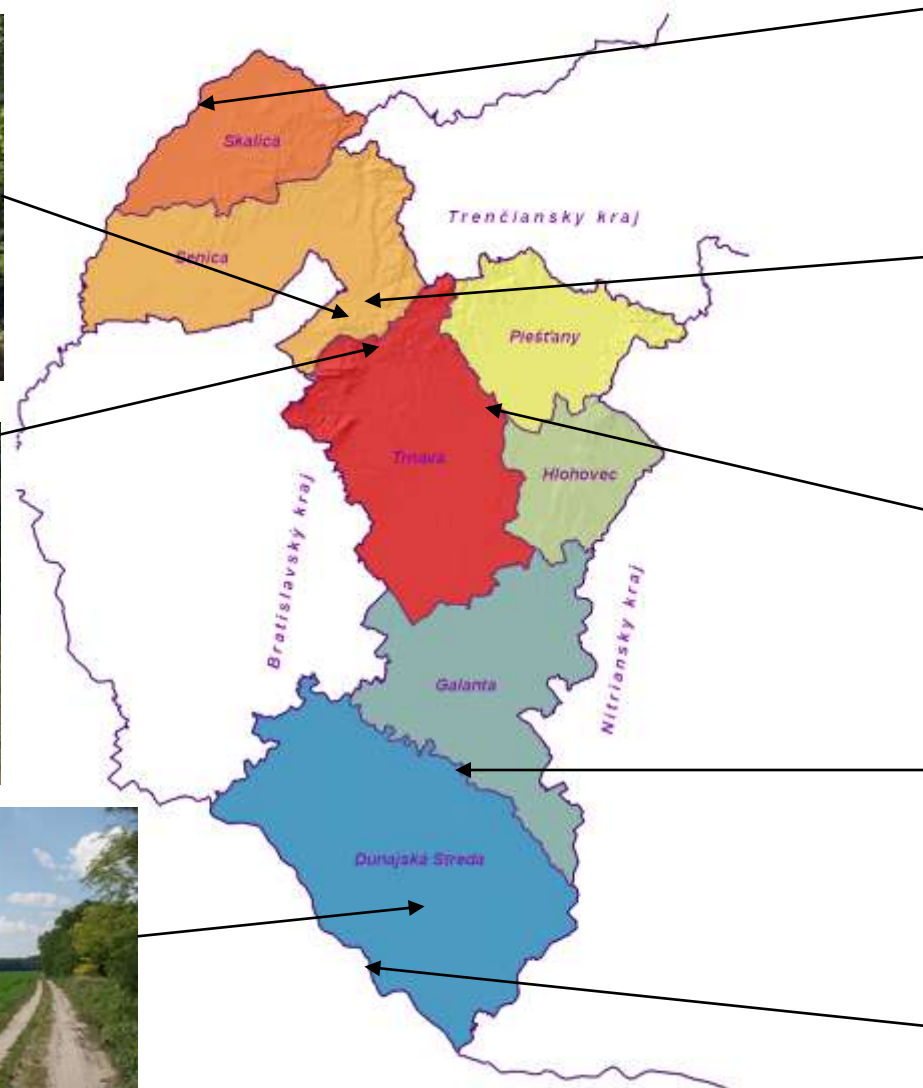 Skalica
Trenčiansky kraj
Senica
Piešťany
Trnava
Hlohovec
Bratislavský kraj
Nitriansky kraj
Galanta
Dunajská Streda